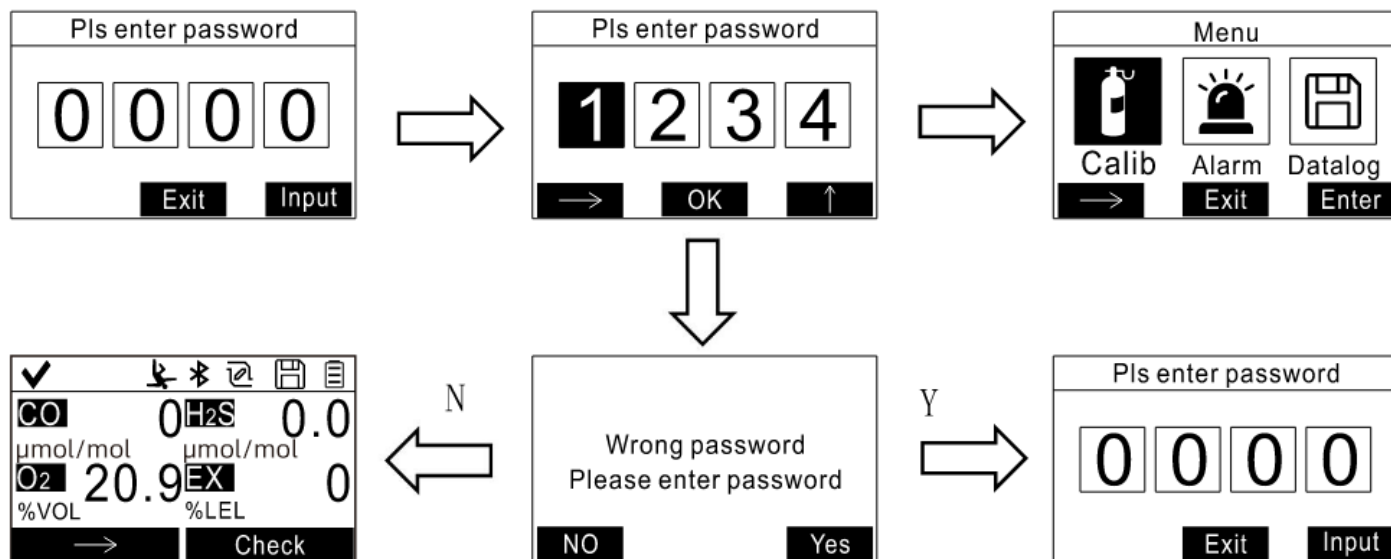 Pls enter password
0 0 0 0
Exit Input
Pls enter password
1 2 3 4
→ OK ↑
Menu
Calib Alarm Datalog
→ Exit Enter
CO 0 H2S 0.0
μmol/mol μmol/mol
O2 20.9 EX 0
%VOL %LEL
→ Check
N
Wrong password
Please enter password
NO Yes
Y
Pls enter password
0 0 0 0
Exit Input